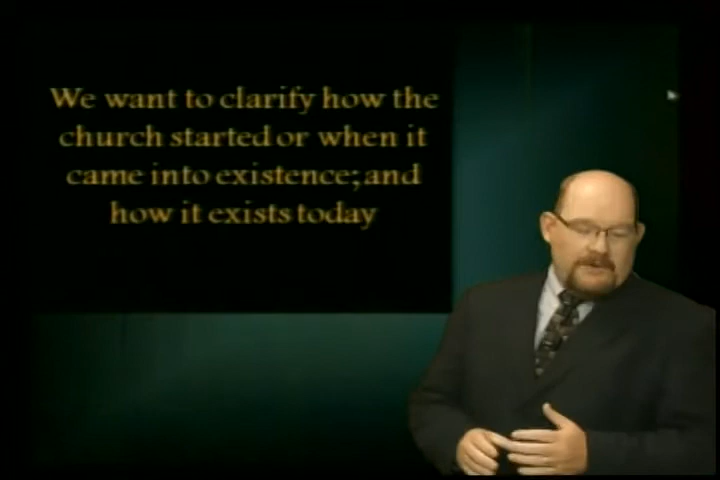 We want to clarify how the
church started or when it
came into existence; and
how it exists today